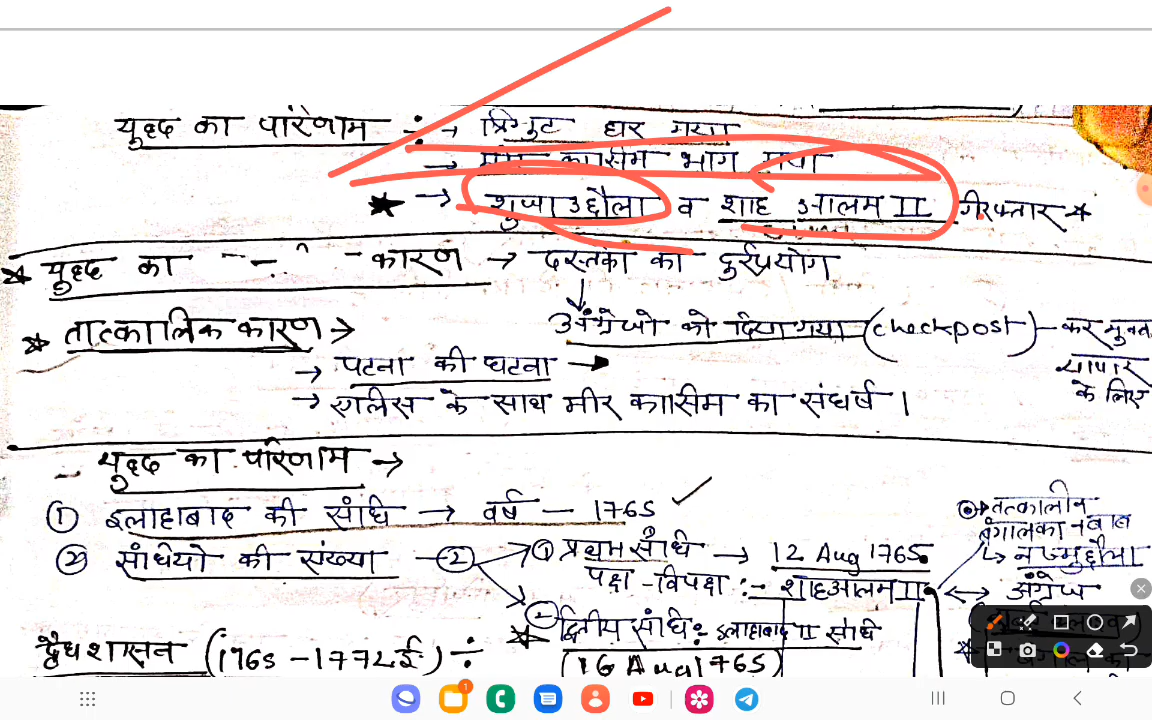 युद्ध का परिणाम ÷ → त्रिगुट हार गया
→ मीर कासिम भाग गया
★ → शुजाउद्दौला व शाह आलम II गिरफ्तार ★
★ युद्ध का कारण → दस्तकों का दुर्रप्रयोग
★ तात्कालिक कारण →
अंग्रेजो को दिया गया (checkpost) - कर मुक्त
व्यापार
के लिए
→ पटना की घटना →
→ एलिस के साथ मीर कासिम का संघर्ष ।
- युद्ध का परिणाम →
① इलाहाबाद की संधि → वर्ष - 1765 ✓
② संधियो की संख्या - ② → ① प्रथम संधि → 12 Aug 1765
पक्ष - विपक्ष :- शाहआलम II ↔ अंग्रेज
तत्कालीन
बंगाल का नवाब
↳ नज्मुद्दौला
★ द्वितीय संधि ÷ इलाहाबाद II संधि
(16 Aug 1765)
द्वैधशासन (1765 - 1772 ई.) ÷